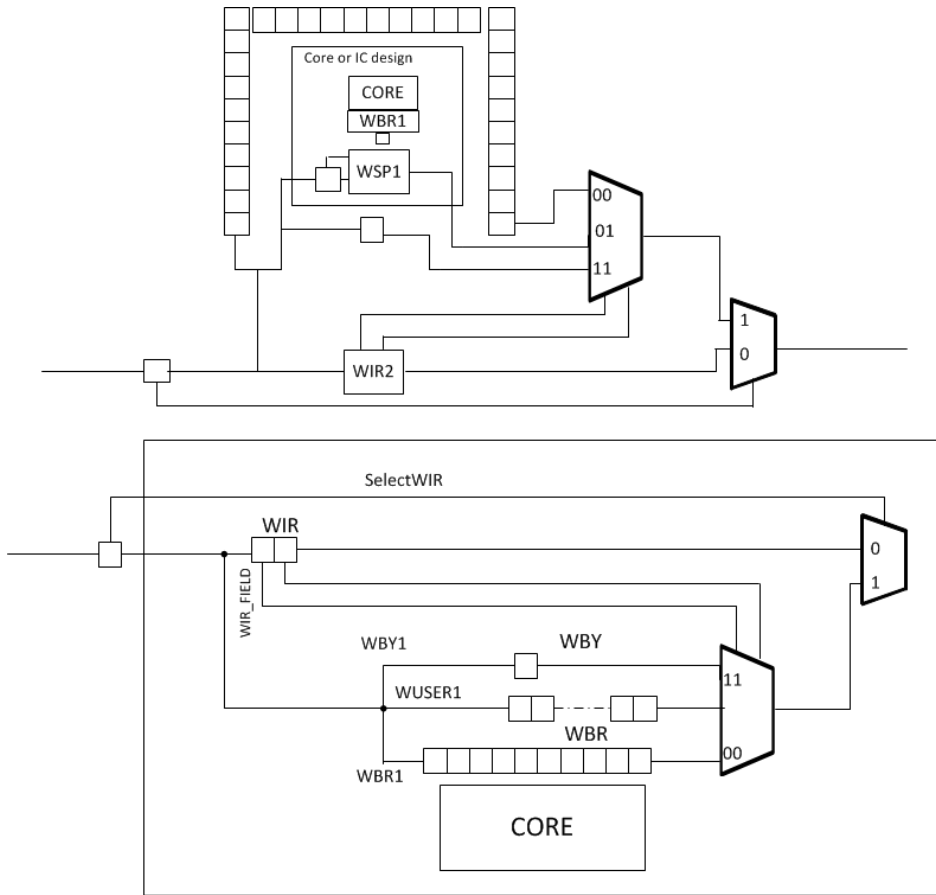 Core or IC design
CORE
WBR1
WSP1
00
01
11
1
0
WIR2
SelectWIR
WIR
0
1
WIR_FIELD
WBY1
WBY
11
WUSER1
WBR
00
WBR1
CORE